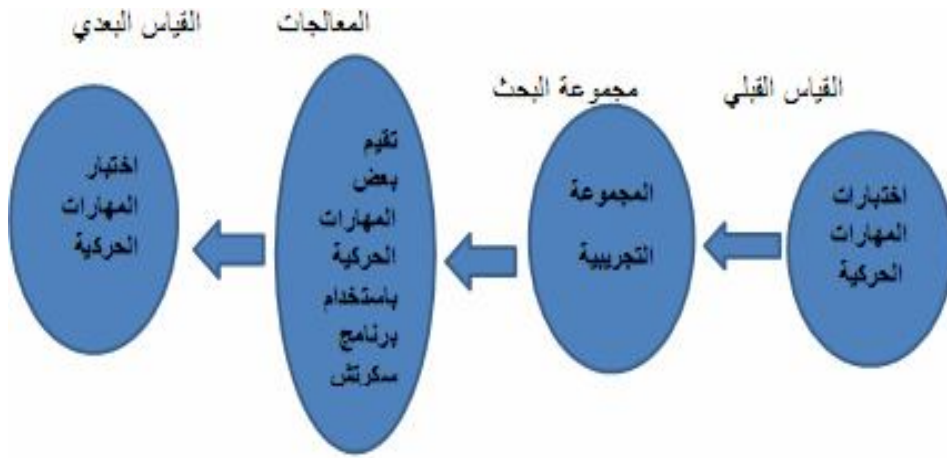 القياس القبلي
اختبارات
المهارات
الحركية
مجموعة البحث
المجموعة
التجريبية
المعالجات
تقيم
بعض
المهارات
الحركية
باستخدام
برنامج
سكرتش
القياس البعدي
اختبار
المهارات
الحركية